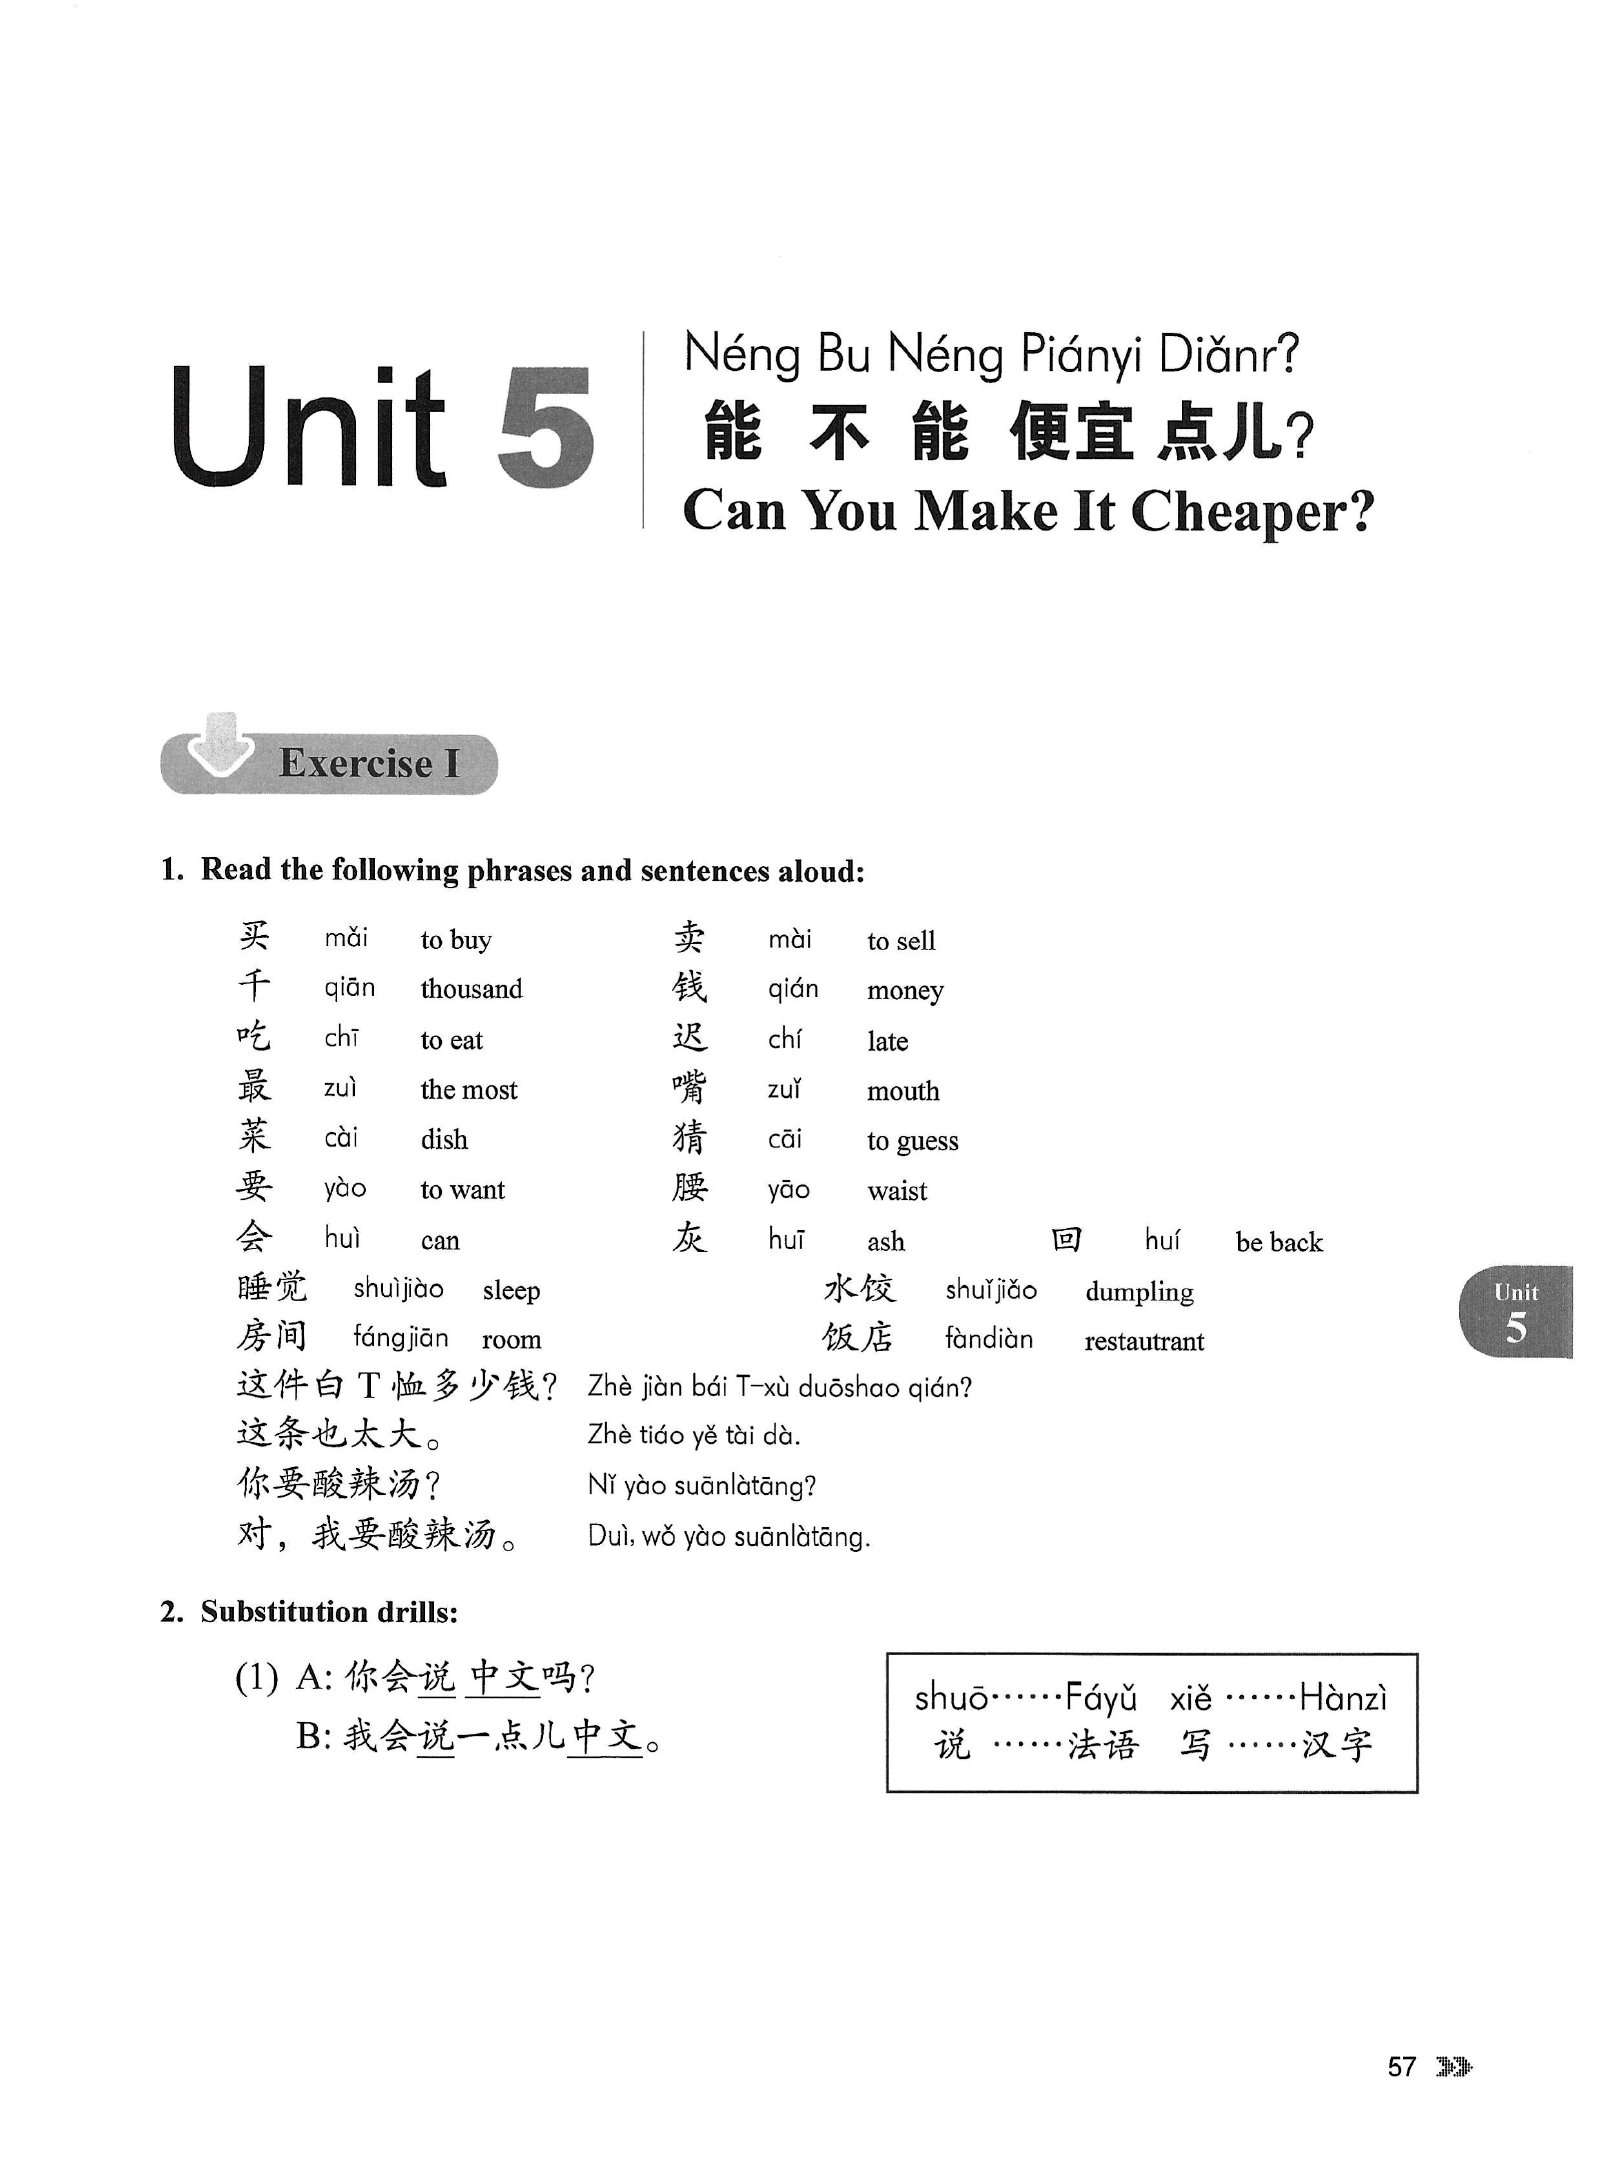 Unit 5
Néng Bu Néng Piányi Diǎnr?
能 不 能 便宜 点儿?
Can You Make It Cheaper?
Exercise I
1. Read the following phrases and sentences aloud:
买 mǎi to buy 卖 mài to sell
千 qiān thousand 钱 qián money
吃 chī to eat 迟 chí late
最 zuì the most 嘴 zuǐ mouth
菜 cài dish 猜 cāi to guess
要 yào to want 腰 yāo waist
会 huì can 灰 huī ash 回 huí be back
睡觉 shuìjiào sleep 水饺 shuǐjiǎo dumpling
房间 fángjiān room 饭店 fàndiàn restautrant
这件白 T 恤多少钱? Zhè jiàn bái T-xù duōshao qián?
这条也太大。 Zhè tiáo yě tài dà.
你要酸辣汤? Nǐ yào suānlàtāng?
对，我要酸辣汤。 Duì, wǒ yào suānlàtāng.
Unit
5
2. Substitution drills:
(1) A: 你会说 中文吗?
B: 我会说一点儿中文。
shuō……Fáyǔ xiě ……Hànzì
说 ……法语 写 ……汉字
57